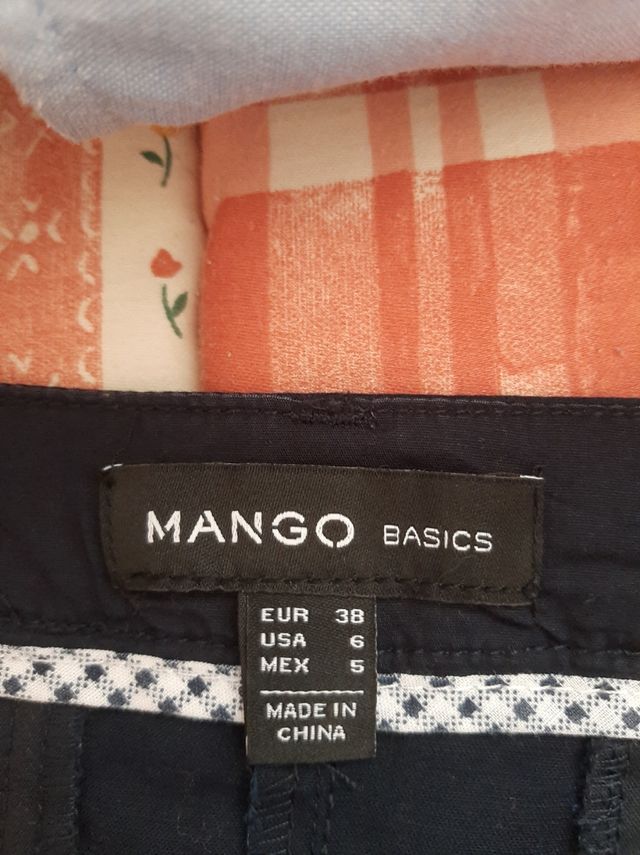 MANGO BASICS
EUR 38
USA 6
MEX 5
MADE IN
CHINA